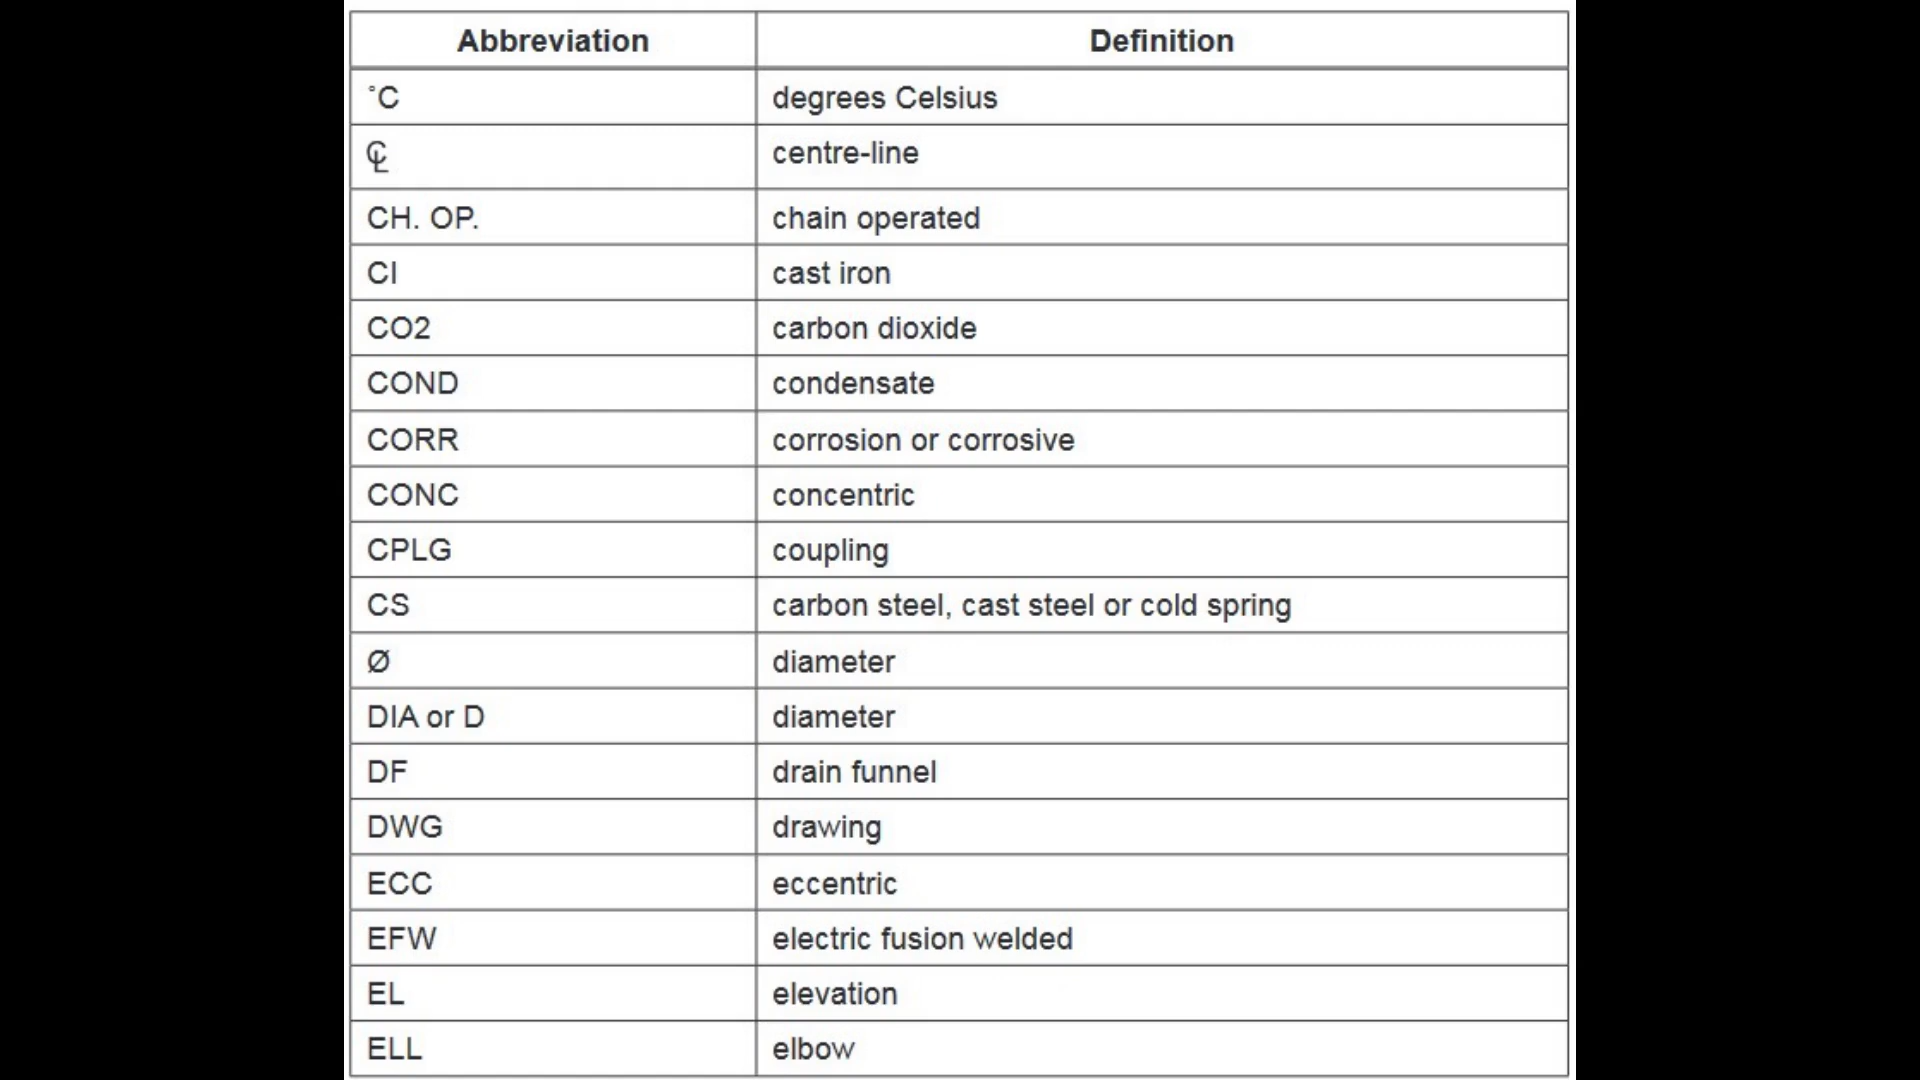 Abbreviation Definition
˚C degrees Celsius
℄ centre-line
CH. OP. chain operated
CI cast iron
CO2 carbon dioxide
COND condensate
CORR corrosion or corrosive
CONC concentric
CPLG coupling
CS carbon steel, cast steel or cold spring
Ø diameter
DIA or D diameter
DF drain funnel
DWG drawing
ECC eccentric
EFW electric fusion welded
EL elevation
ELL elbow